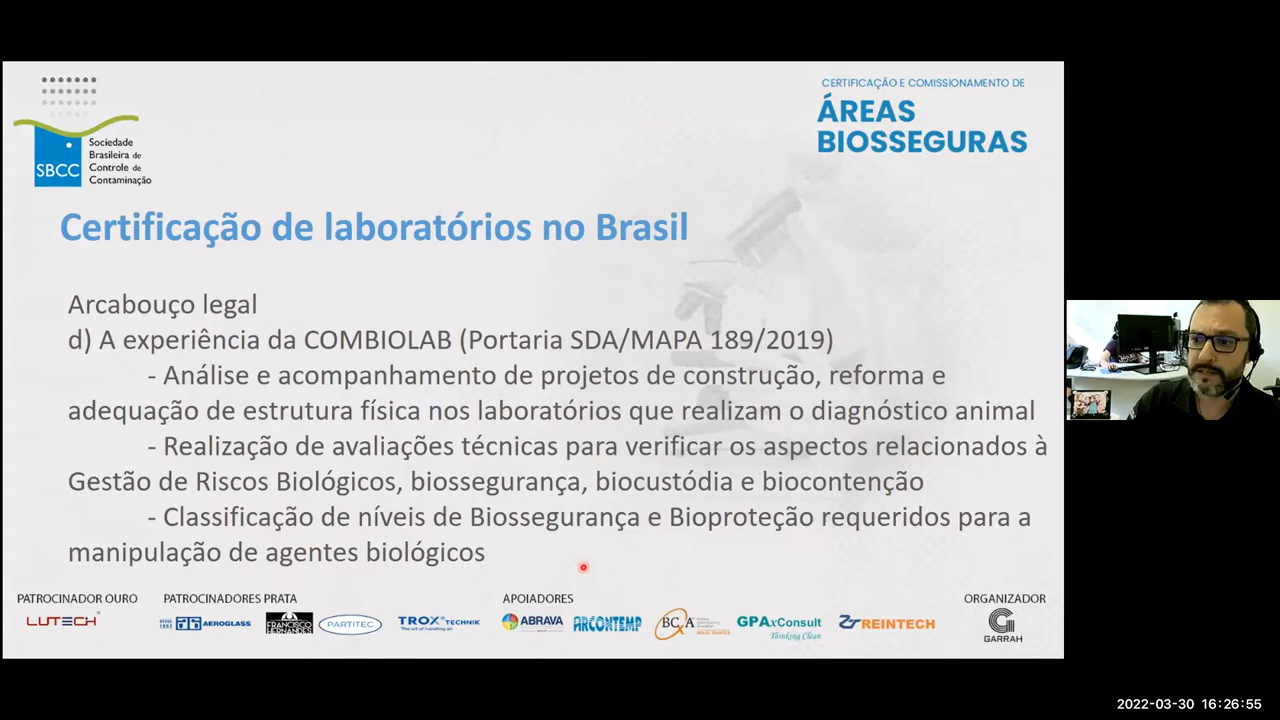 CERTIFICAÇÃO E COMISSIONAMENTO DE
ÁREAS
BIOSSEGURAS
SBCC
Sociedade
Brasileira de
Controle de
Contaminação
Certificação de laboratórios no Brasil
Arcabouço legal
d) A experiência da COMBIOLAB (Portaria SDA/MAPA 189/2019)
- Análise e acompanhamento de projetos de construção, reforma e
adequação de estrutura física nos laboratórios que realizam o diagnóstico animal
- Realização de avaliações técnicas para verificar os aspectos relacionados à
Gestão de Riscos Biológicos, biossegurança, biocustódia e biocontenção
- Classificação de níveis de Biossegurança e Bioproteção requeridos para a
manipulação de agentes biológicos
PATROCINADOR OURO
PATROCINADORES PRATA
APOIADORES
ORGANIZADOR
LUTECH
AEROGLASS
FRANCISCO
PARTITEC
TROX TECHNIK
The art of handling air
ABRAVA
ARCONTEMP
BCA
GPAxConsult
Thinking Clean
REINTECH
GARRAH
2022-03-30 16:26:55